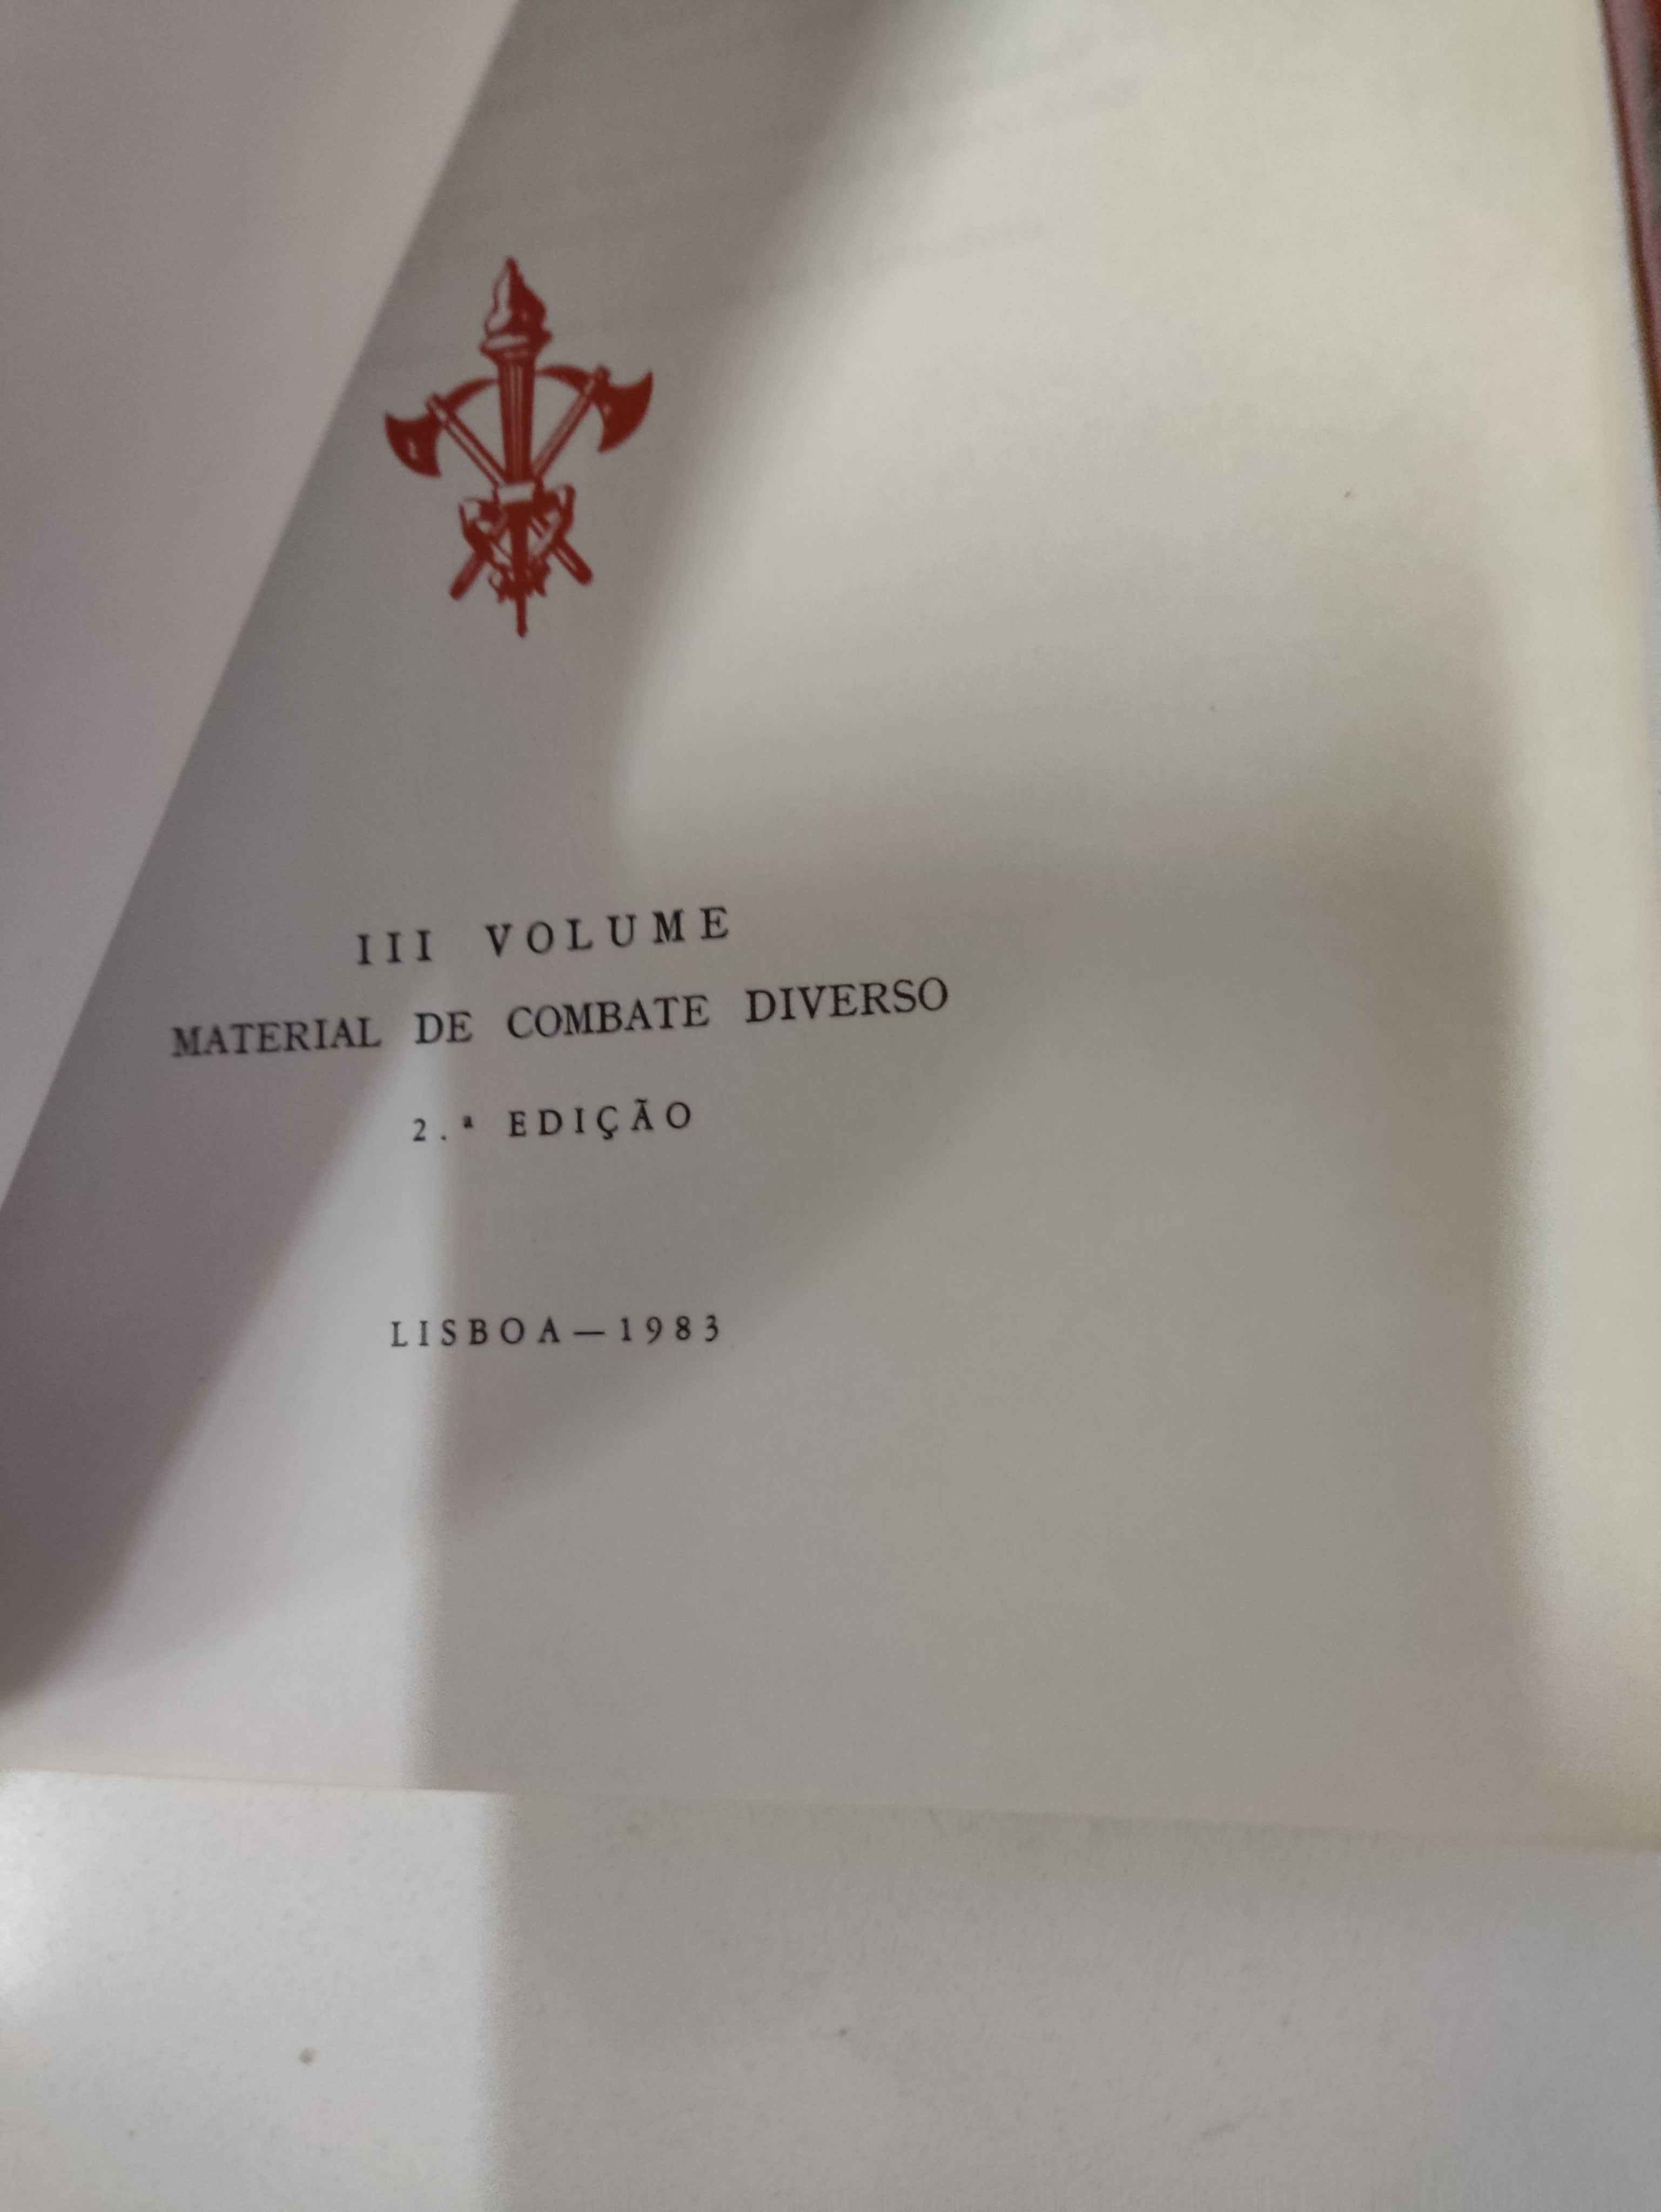 III VOLUME
MATERIAL DE COMBATE DIVERSO
2.ª EDIÇÃO
LISBOA — 1983